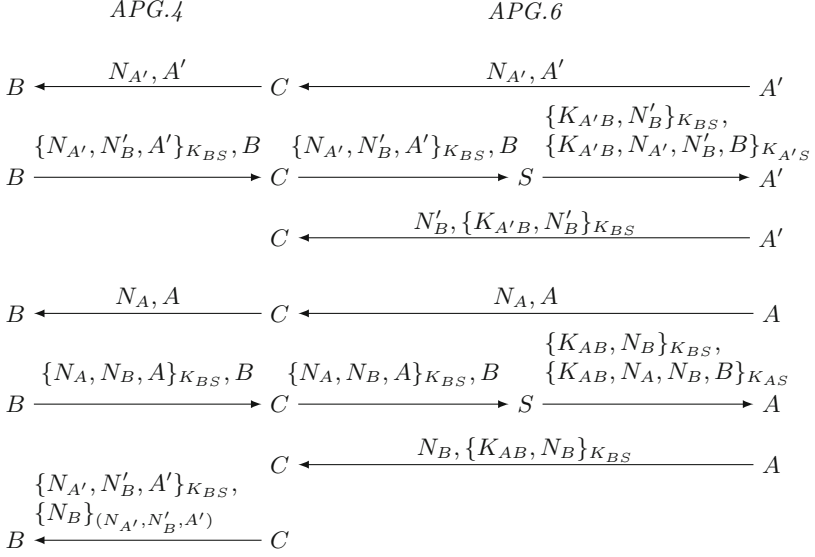 APG.4 APG.6
B N_{A'}, A' C N_{A'}, A' A'
{K_{A'B}, N'_B}_{K_{BS}},
{N_{A'}, N'_B, A'}_{K_{BS}}, B {N_{A'}, N'_B, A'}_{K_{BS}}, B {K_{A'B}, N_{A'}, N'_B, B}_{K_{A'S}}
B C S A'
C N'_B, {K_{A'B}, N'_B}_{K_{BS}} A'
B N_A, A C N_A, A A
{K_{AB}, N_B}_{K_{BS}},
{N_A, N_B, A}_{K_{BS}}, B {N_A, N_B, A}_{K_{BS}}, B {K_{AB}, N_A, N_B, B}_{K_{AS}}
B C S A
C N_B, {K_{AB}, N_B}_{K_{BS}} A
{N_{A'}, N'_B, A'}_{K_{BS}},
{N_B}_{(N_{A'}, N'_B, A')}
B C